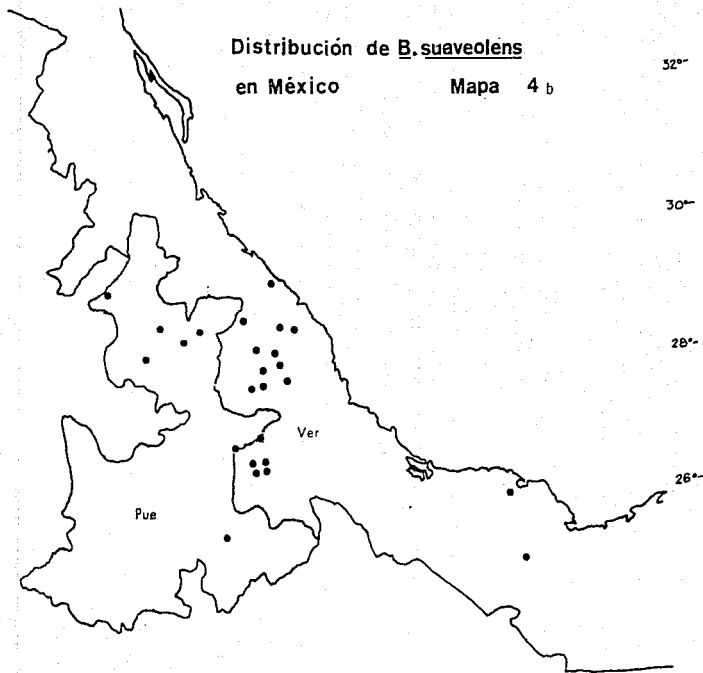 Distribución de B. suaveolens
en México Mapa 4 b
32°-
30°-
28°-
26°-
Ver
Pue